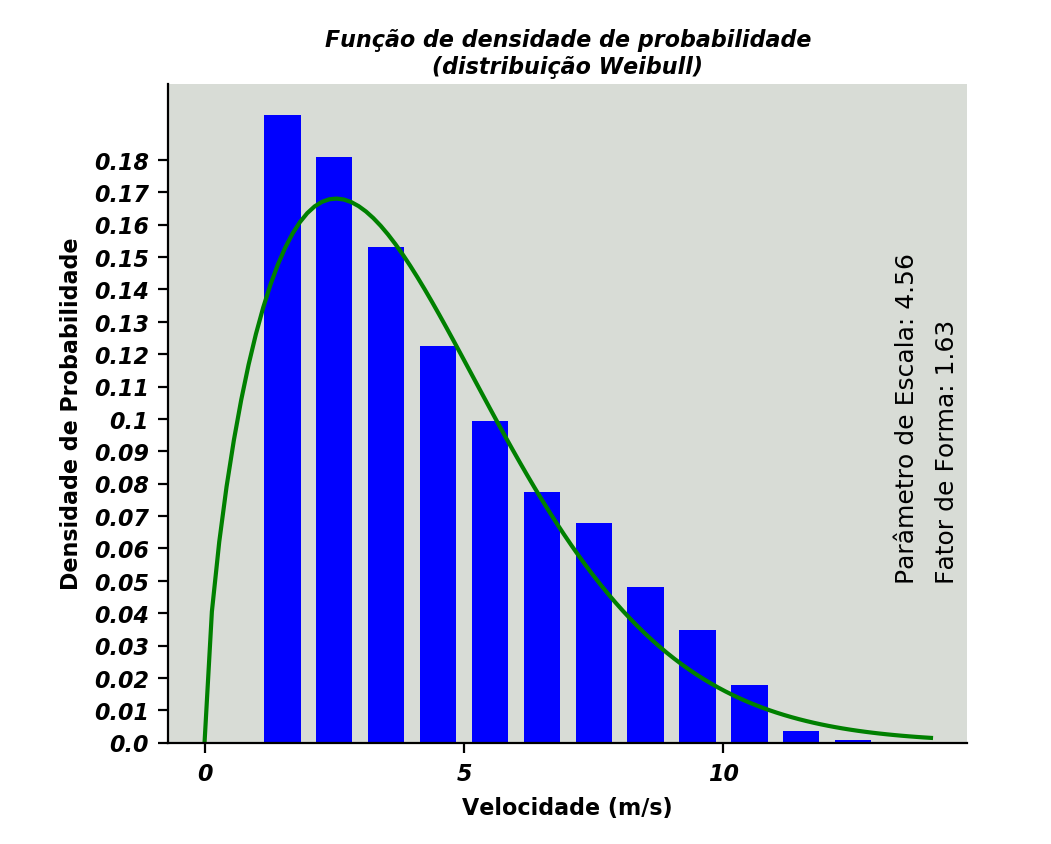 Função de densidade de probabilidade
(distribuição Weibull)
Densidade de Probabilidade
0.18
0.17
0.16
0.15
0.14
0.13
0.12
0.11
0.1
0.09
0.08
0.07
0.06
0.05
0.04
0.03
0.02
0.01
0.0
Parâmetro de Escala: 4.56
Fator de Forma: 1.63
0 5 10
Velocidade (m/s)